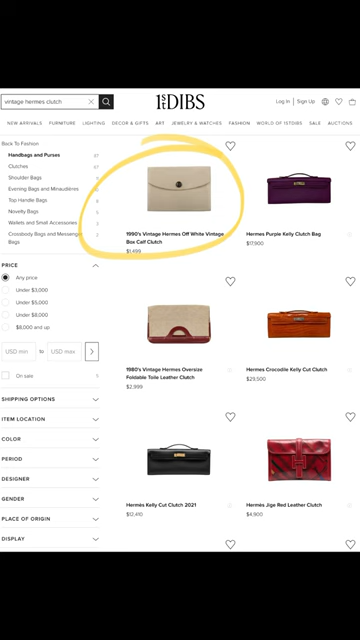 vintage hermes clutch
1STDIBS
Log In | Sign Up
NEW ARRIVALS FURNITURE LIGHTING DECOR & GIFTS ART JEWELRY & WATCHES FASHION WORLD OF 1STDIBS SALE AUCTIONS
Back To Fashion
Handbags and Purses
Clutches
Shoulder Bags
Evening Bags and Minaudières
Top Handle Bags
Novelty Bags
Wallets and Small Accessories
Crossbody Bags and Messenger
Bags
PRICE
Any price
Under $3,000
Under $5,000
Under $8,000
$8,000 and up
USD min to USD max
On sale
SHIPPING OPTIONS
ITEM LOCATION
COLOR
PERIOD
DESIGNER
GENDER
PLACE OF ORIGIN
DISPLAY
1990's Vintage Hermes Off White Vintage
Box Calf Clutch
$1,499
Hermes Purple Kelly Clutch Bag
$17,900
1980's Vintage Hermes Oversize
Foldable Toile Leather Clutch
$2,999
Hermes Crocodile Kelly Cut Clutch
$29,500
Hermès Kelly Cut Clutch 2021
$12,410
Hermès Jige Red Leather Clutch
$4,900